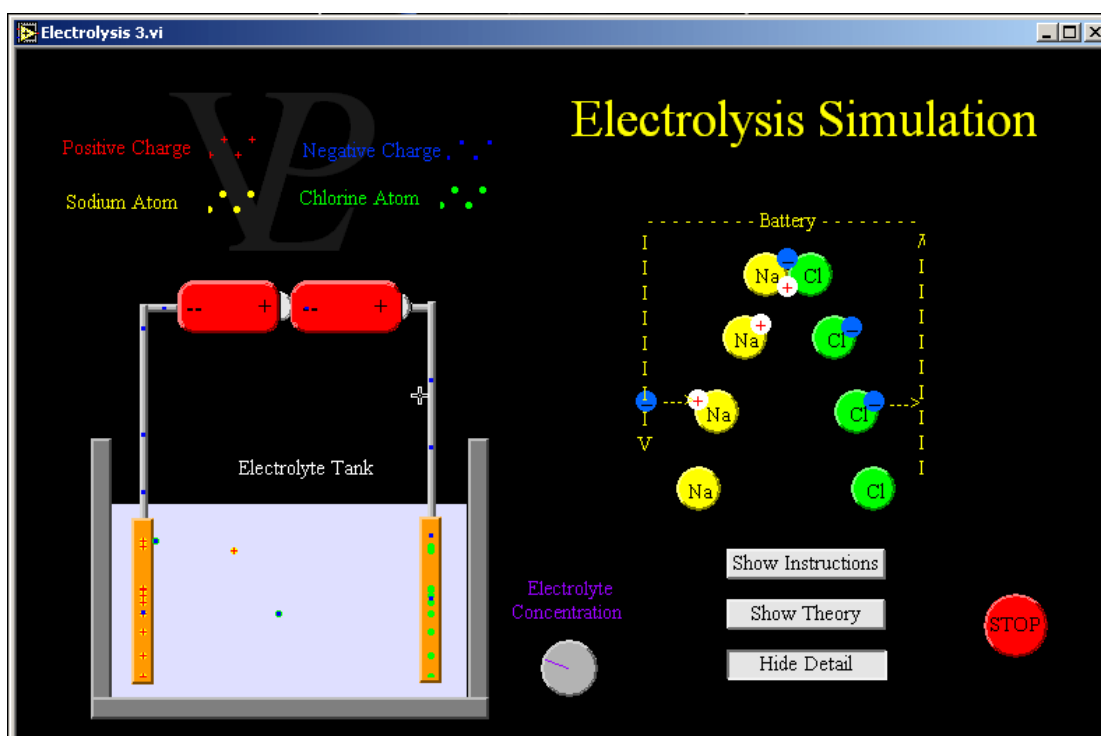 Electrolysis 3.vi
Electrolysis Simulation
Positive Charge
Negative Charge
Sodium Atom
Chlorine Atom
VPL
Battery
Na Cl
- +
Na + Cl -
-- + -- +
- + Na Cl -
Electrolyte Tank
Na Cl
Show Instructions
Electrolyte
Concentration
Show Theory
STOP
Hide Detail